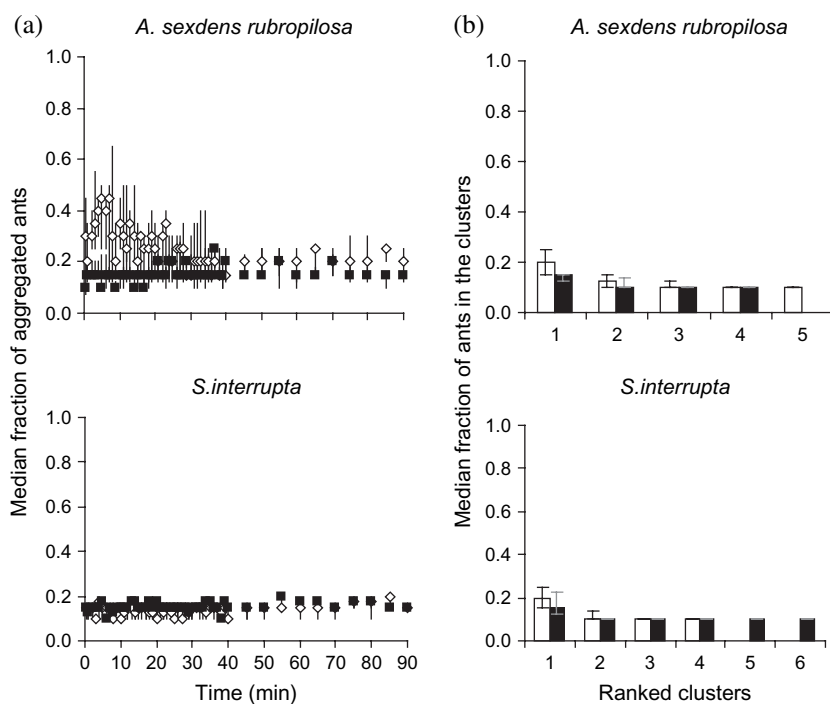 (a)
A. sexdens rubropilosa
1.0
0.8
0.6
0.4
0.2
0.0
S.interrupta
1.0
0.8
0.6
0.4
0.2
0.0
0 10 20 30 40 50 60 70 80 90
Time (min)
Median fraction of aggregated ants
(b)
A. sexdens rubropilosa
1.0
0.8
0.6
0.4
0.2
0.0
1 2 3 4 5
S.interrupta
1.0
0.8
0.6
0.4
0.2
0.0
1 2 3 4 5 6
Ranked clusters
Median fraction of ants in the clusters